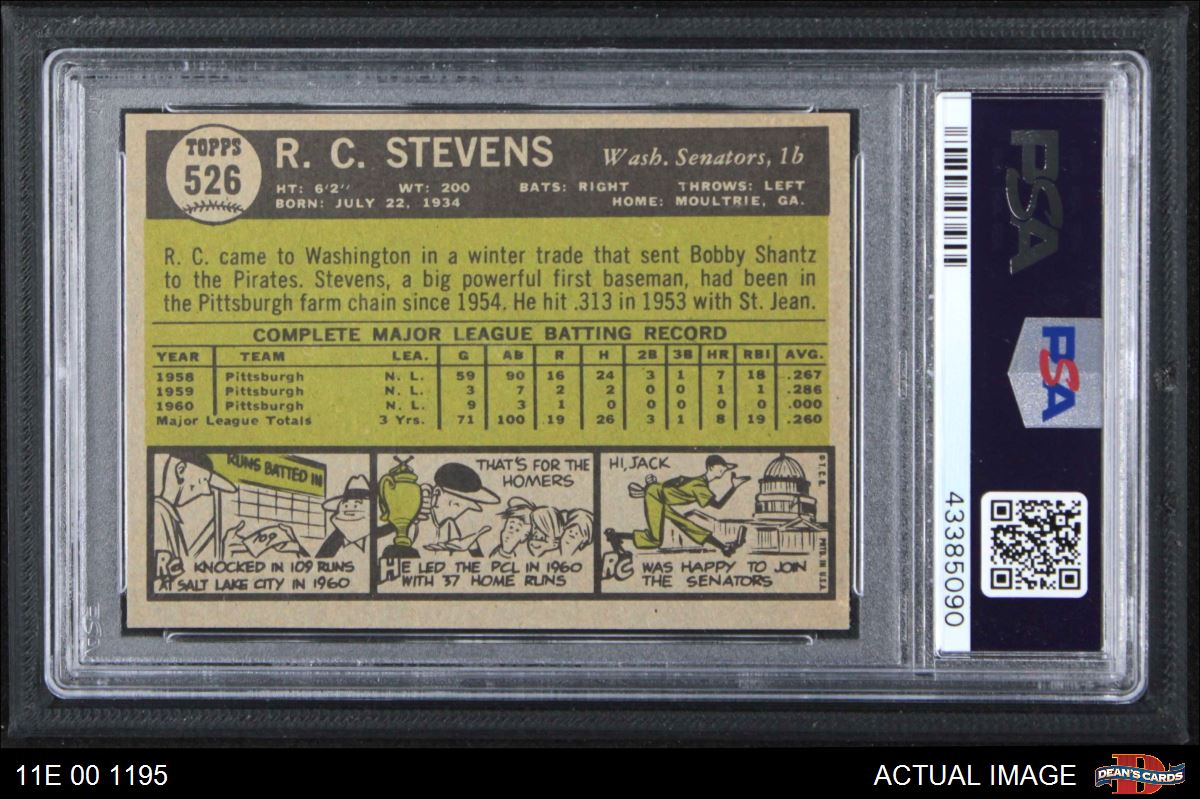 TOPPS
526
R. C. STEVENS
Wash. Senators, 1b
HT: 6'2" WT: 200 BATS: RIGHT THROWS: LEFT
BORN: JULY 22, 1934 HOME: MOULTRIE, GA.
R. C. came to Washington in a winter trade that sent Bobby Shantz
to the Pirates. Stevens, a big powerful first baseman, had been in
the Pittsburgh farm chain since 1954. He hit .313 in 1953 with St. Jean.
COMPLETE MAJOR LEAGUE BATTING RECORD
YEAR TEAM LEA. G AB R H 2B 3B HR RBI AVG.
1958 Pittsburgh N. L. 59 90 16 24 3 1 7 18 .267
1959 Pittsburgh N. L. 3 7 2 2 0 0 1 1 .286
1960 Pittsburgh N. L. 9 3 1 0 0 0 0 0 .000
Major League Totals 3 Yrs. 71 100 19 26 3 1 8 19 .260
RUNS BATTED IN
109
RC KNOCKED IN 109 RUNS
AT SALT LAKE CITY IN 1960
THAT'S FOR THE
HOMERS
HE LED THE PCL IN 1960
WITH 37 HOME RUNS
HI, JACK
RC WAS HAPPY TO JOIN
THE SENATORS
PRTD. IN U.S.A.
PSA
PSA
43385090
11E 00 1195
ACTUAL IMAGE
D
DEAN'S CARDS